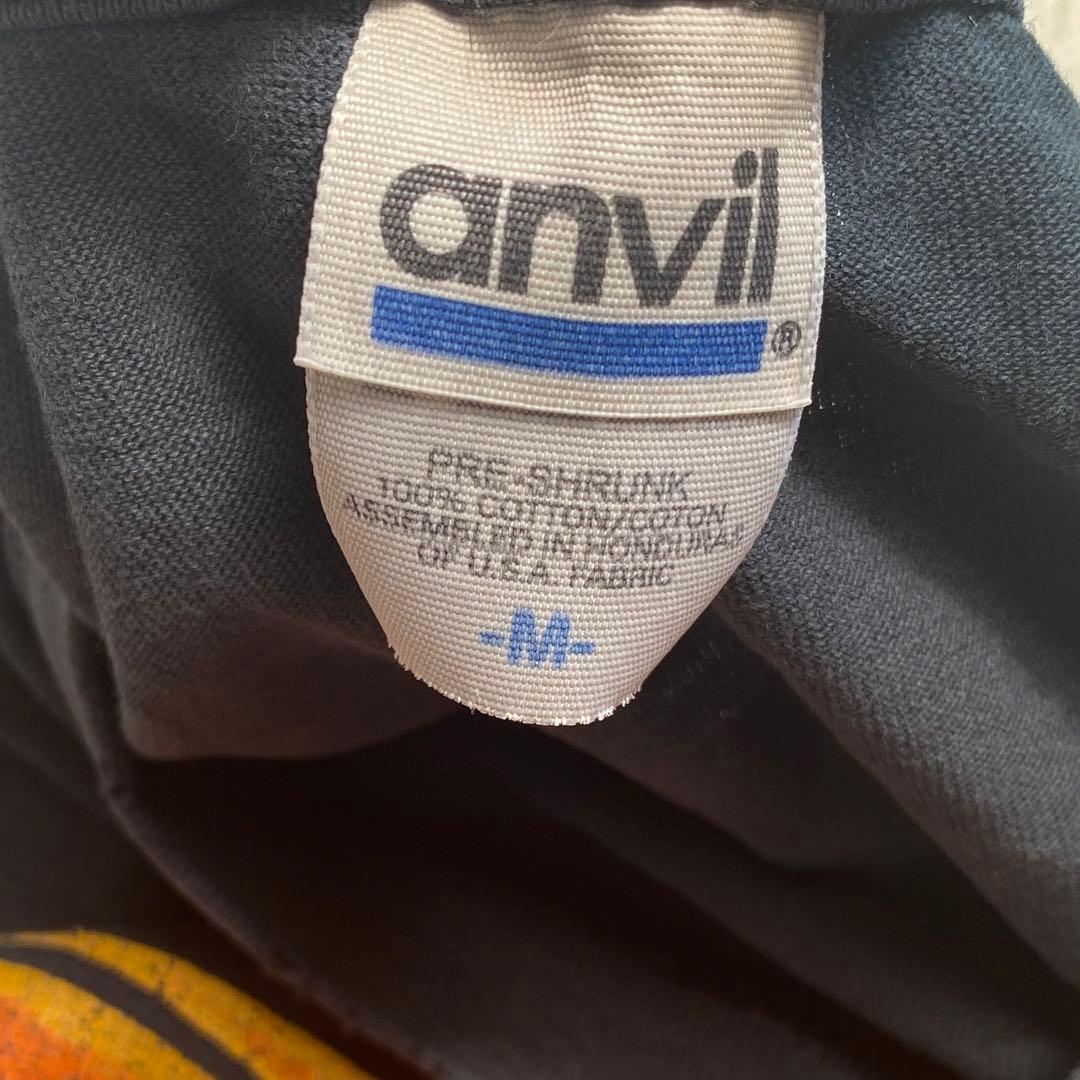 anvil
®
PRE-SHRUNK
100% COTTON/COTON
ASSEMBLED IN HONDURAS
OF U.S.A. FABRIC
-M-